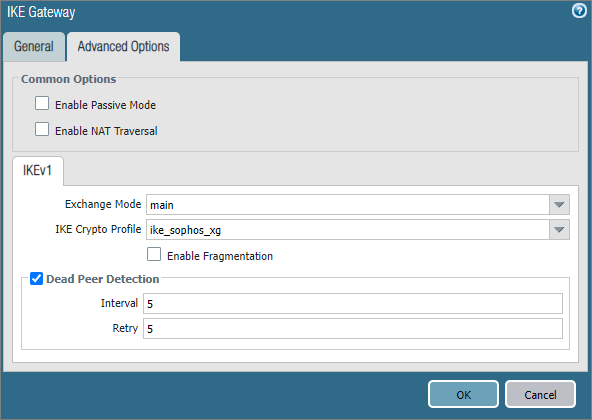 IKE Gateway
?
General
Advanced Options
Common Options
Enable Passive Mode
Enable NAT Traversal
IKEv1
Exchange Mode main
IKE Crypto Profile ike_sophos_xg
Enable Fragmentation
Dead Peer Detection
Interval 5
Retry 5
OK Cancel